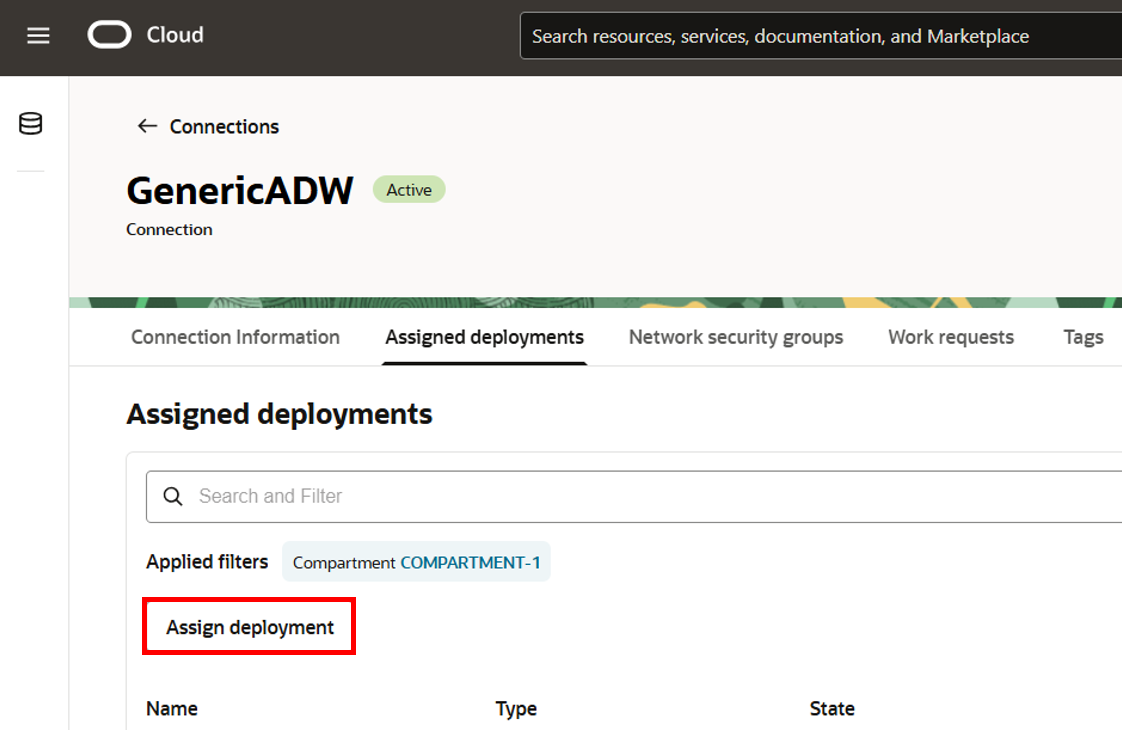 Cloud
Search resources, services, documentation, and Marketplace
Connections
GenericADW
Active
Connection
Connection Information
Assigned deployments
Network security groups
Work requests
Tags
Assigned deployments
Search and Filter
Applied filters
Compartment COMPARTMENT-1
Assign deployment
Name
Type
State